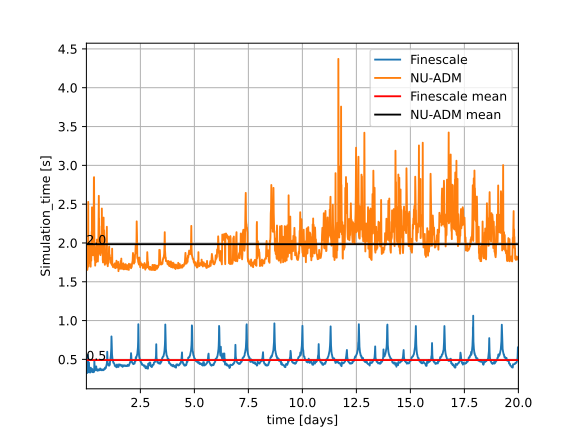 4.5
4.0
3.5
3.0
2.5
2.0
1.5
1.0
0.5
Simulation_time [s]
2.0
0.5
Finescale
NU-ADM
Finescale mean
NU-ADM mean
2.5 5.0 7.5 10.0 12.5 15.0 17.5 20.0
time [days]